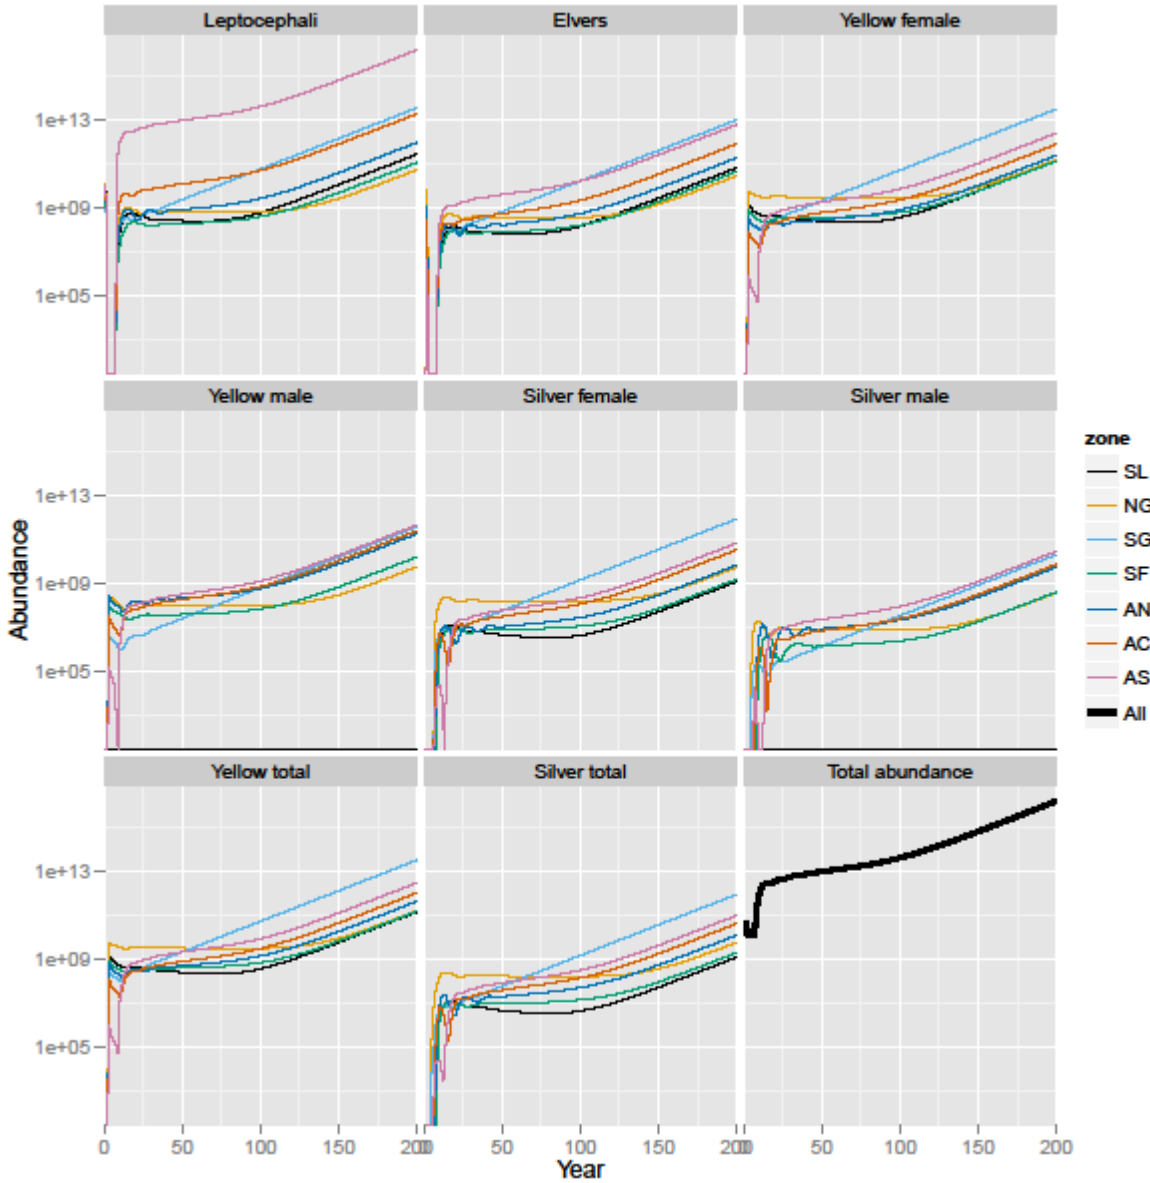 Leptocephali Elvers Yellow female
1e+13
1e+09
1e+05
Yellow male Silver female Silver male
1e+13
1e+09
1e+05
Abundance
zone
SL
NG
SG
SF
AN
AC
AS
All
Yellow total Silver total Total abundance
1e+13
1e+09
1e+05
0 50 100 150 200 0 50 100 150 200 0 50 100 150 200
Year